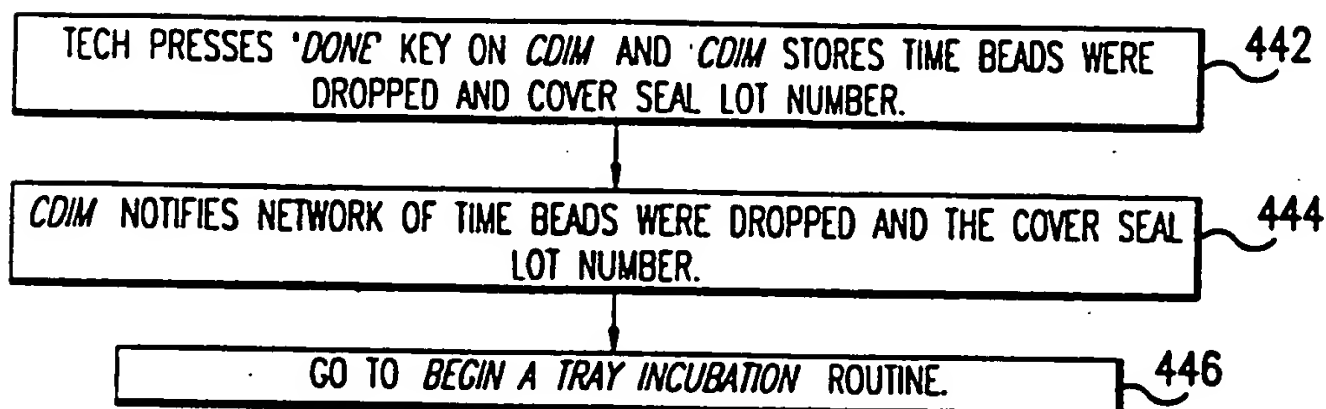 TECH PRESSES 'DONE' KEY ON CDIM AND CDIM STORES TIME BEADS WERE
DROPPED AND COVER SEAL LOT NUMBER.
442
CDIM NOTIFIES NETWORK OF TIME BEADS WERE DROPPED AND THE COVER SEAL
LOT NUMBER.
444
GO TO BEGIN A TRAY INCUBATION ROUTINE.
446